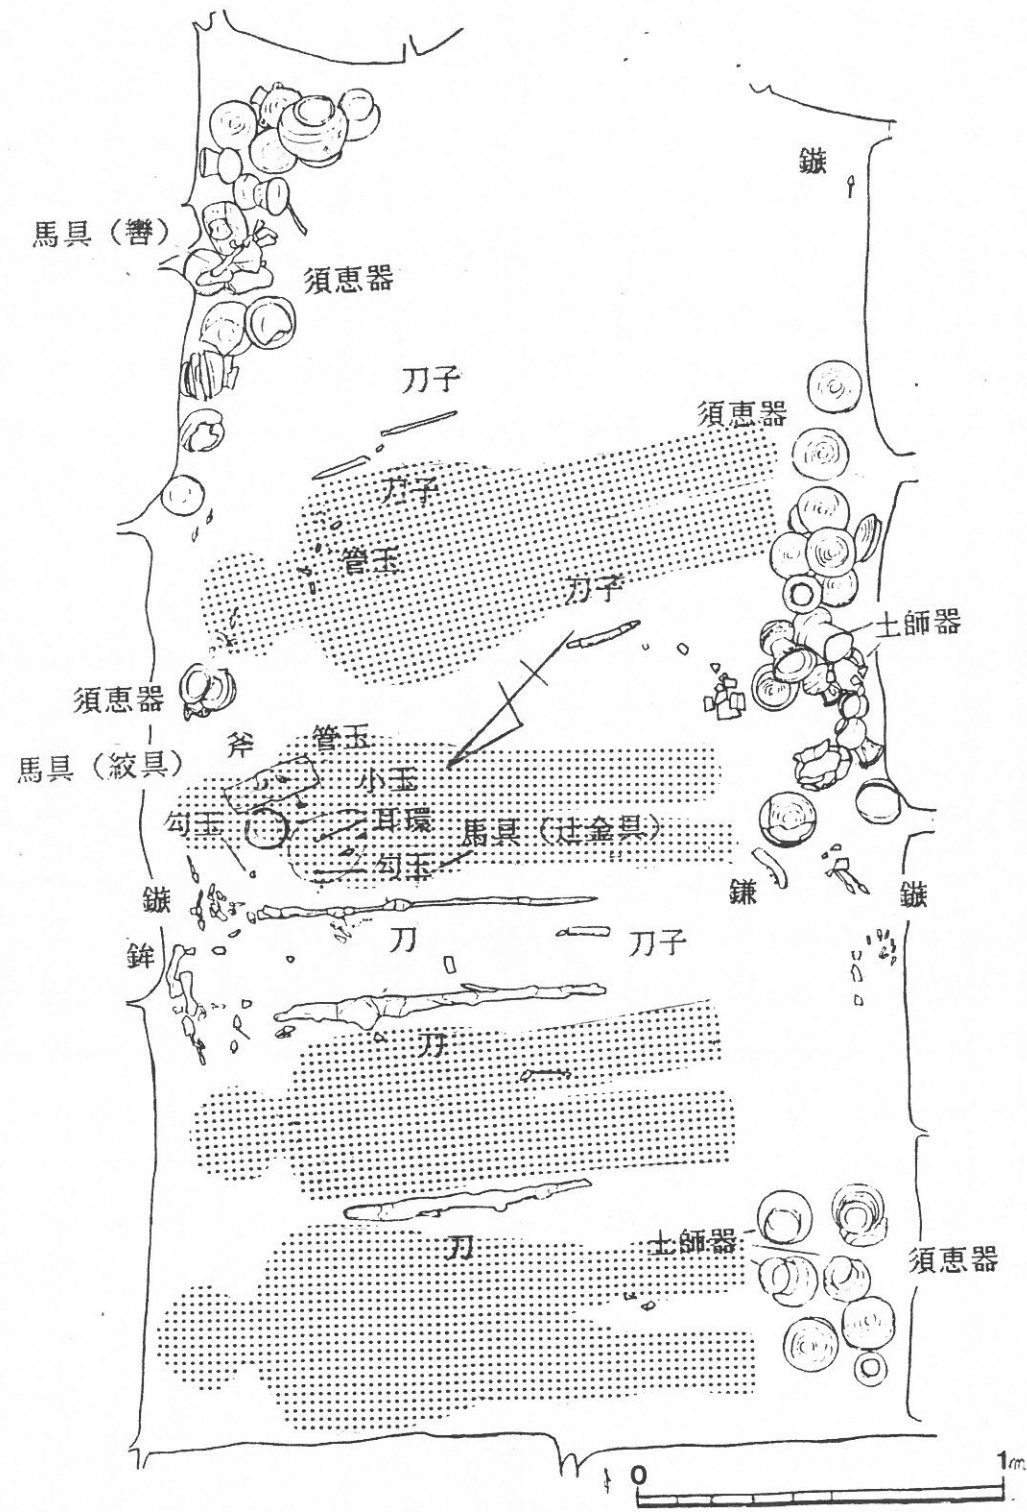 鏃
馬具（轡）
須恵器
刀子
須恵器
刀子
管玉
刀子
土師器
須恵器
斧
管玉
馬具（絞具）
小玉
勾玉
耳環
馬具（辻金具）
勾玉
鎌
鏃
鏃
刀
刀子
鉾
刀
刀
土師器
須恵器
0
1m